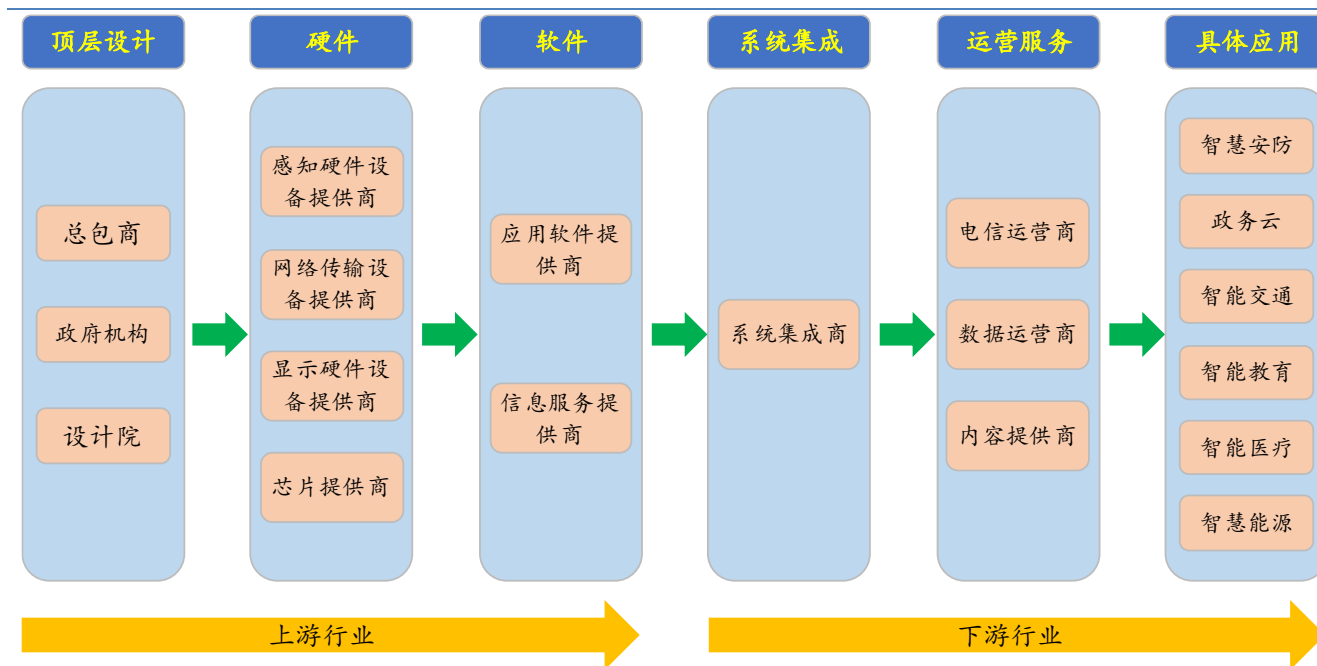 顶层设计
硬件
软件
系统集成
运营服务
具体应用
总包商
政府机构
设计院
感知硬件设
备提供商
网络传输设
备提供商
显示硬件设
备提供商
芯片提供商
应用软件提
供商
信息服务提
供商
系统集成商
电信运营商
数据运营商
内容提供商
智慧安防
政务云
智能交通
智能教育
智能医疗
智慧能源
上游行业
下游行业